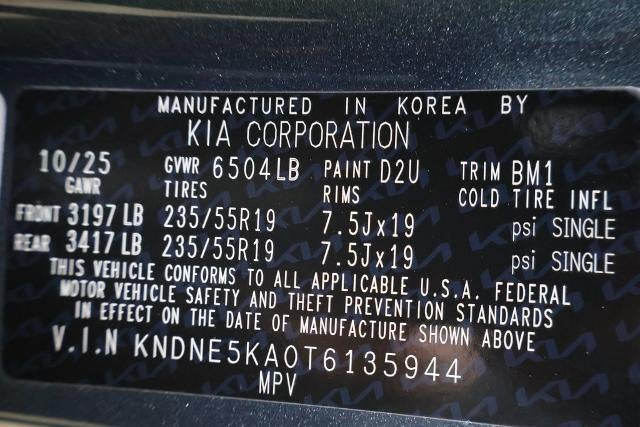 MANUFACTURED IN KOREA BY
KIA CORPORATION
10/25 GVWR 6504LB PAINT D2U TRIM BM1
GAWR TIRES RIMS COLD TIRE INFL
FRONT 3197 LB 235/55R19 7.5Jx19 psi SINGLE
REAR 3417 LB 235/55R19 7.5Jx19 psi SINGLE
THIS VEHICLE CONFORMS TO ALL APPLICABLE U.S.A. FEDERAL
MOTOR VEHICLE SAFETY AND THEFT PREVENTION STANDARDS
IN EFFECT ON THE DATE OF MANUFACTURE SHOWN ABOVE
V.I.N KNDNE5KA0T6135944
MPV